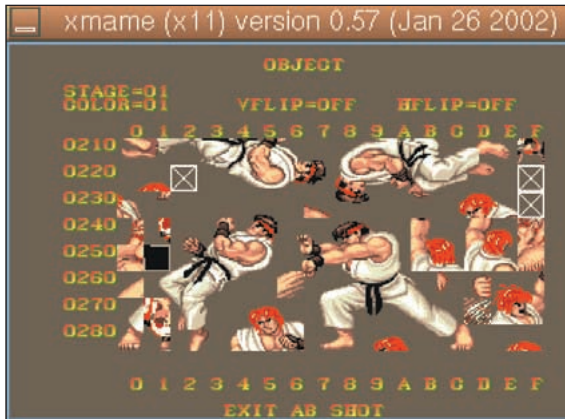 xmame (x11) version 0.57 (Jan 26 2002)
OBJECT
STAGE=01
COLOR=01 VFLIP=OFF HFLIP=OFF
0 1 2 3 4 5 6 7 8 9 A B C D E F
0210
0220
0230
0240
0250
0260
0270
0280
0 1 2 3 4 5 6 7 8 9 A B C D E F
EXIT AB SHOT